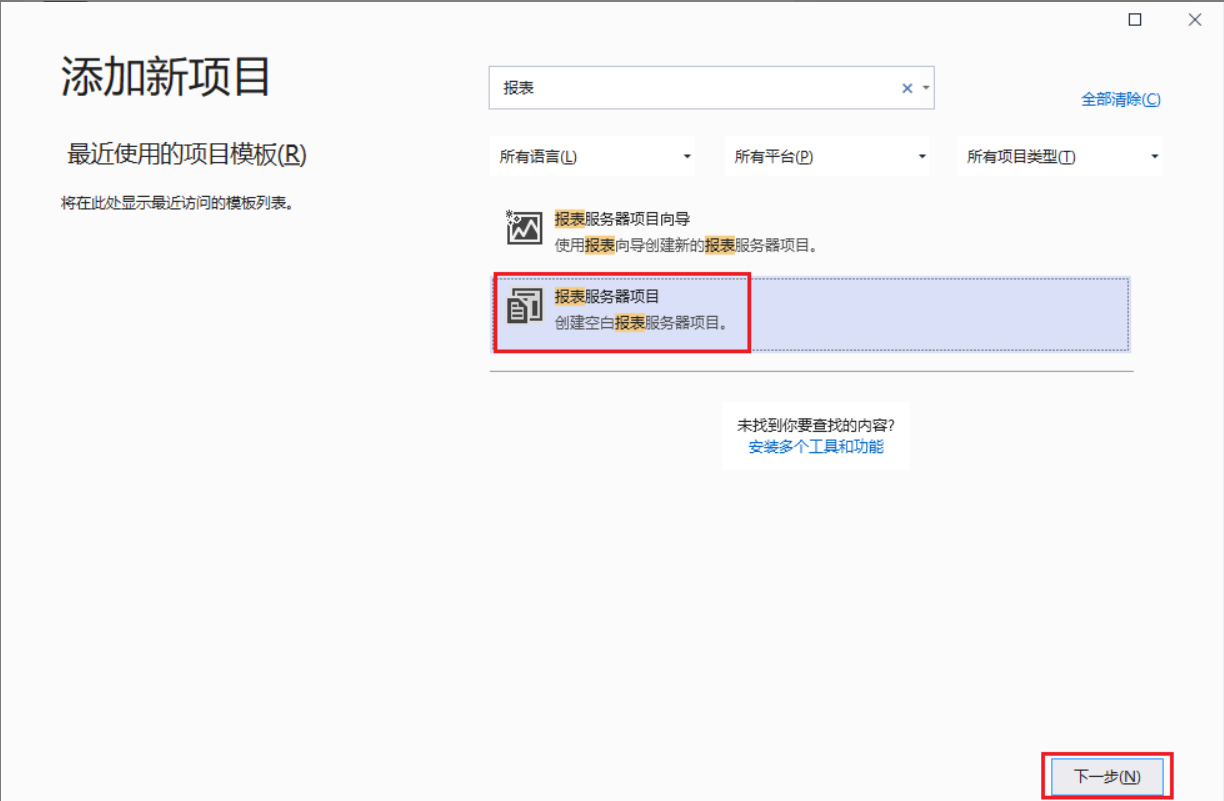 添加新项目
报表
全部清除(C)
最近使用的项目模板(R)
所有语言(L)
所有平台(P)
所有项目类型(T)
将在此处显示最近访问的模板列表。
报表服务器项目向导
使用报表向导创建新的报表服务器项目。
报表服务器项目
创建空白报表服务器项目。
未找到你要查找的内容?
安装多个工具和功能
下一步(N)